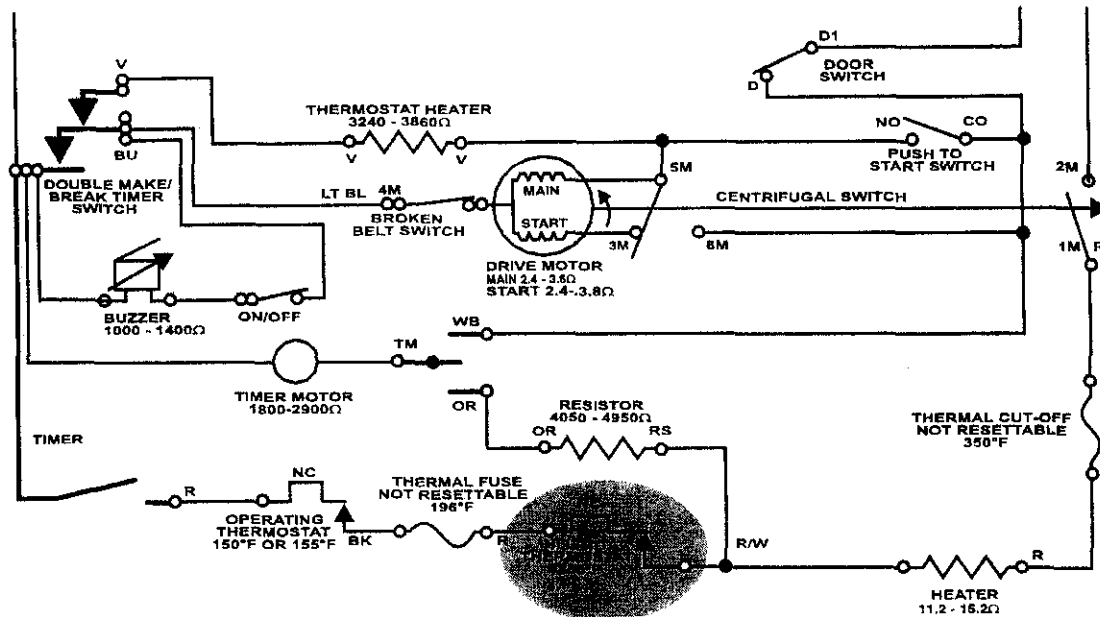 D1
DOOR
SWITCH
D
V
THERMOSTAT HEATER
3240 - 3860Ω
V
V
NO
CO
PUSH TO
START SWITCH
BU
DOUBLE MAKE/
BREAK TIMER
SWITCH
LT BL
4M
BROKEN
BELT SWITCH
MAIN
START
5M
3M
6M
CENTRIFUGAL SWITCH
2M
1M
DRIVE MOTOR
MAIN 2.4 - 3.6Ω
START 2.4-.3.8Ω
BUZZER
1000 - 1400Ω
ON/OFF
WB
TM
TIMER MOTOR
1800-2900Ω
OR
RESISTOR
4050 - 4950Ω
OR
RS
THERMAL CUT-OFF
NOT RESETTABLE
350°F
TIMER
R
NC
OPERATING
THERMOSTAT
150°F OR 155°F
BK
THERMAL FUSE
NOT RESETTABLE
196°F
R
R/W
R
HEATER
11.2 - 15.2Ω